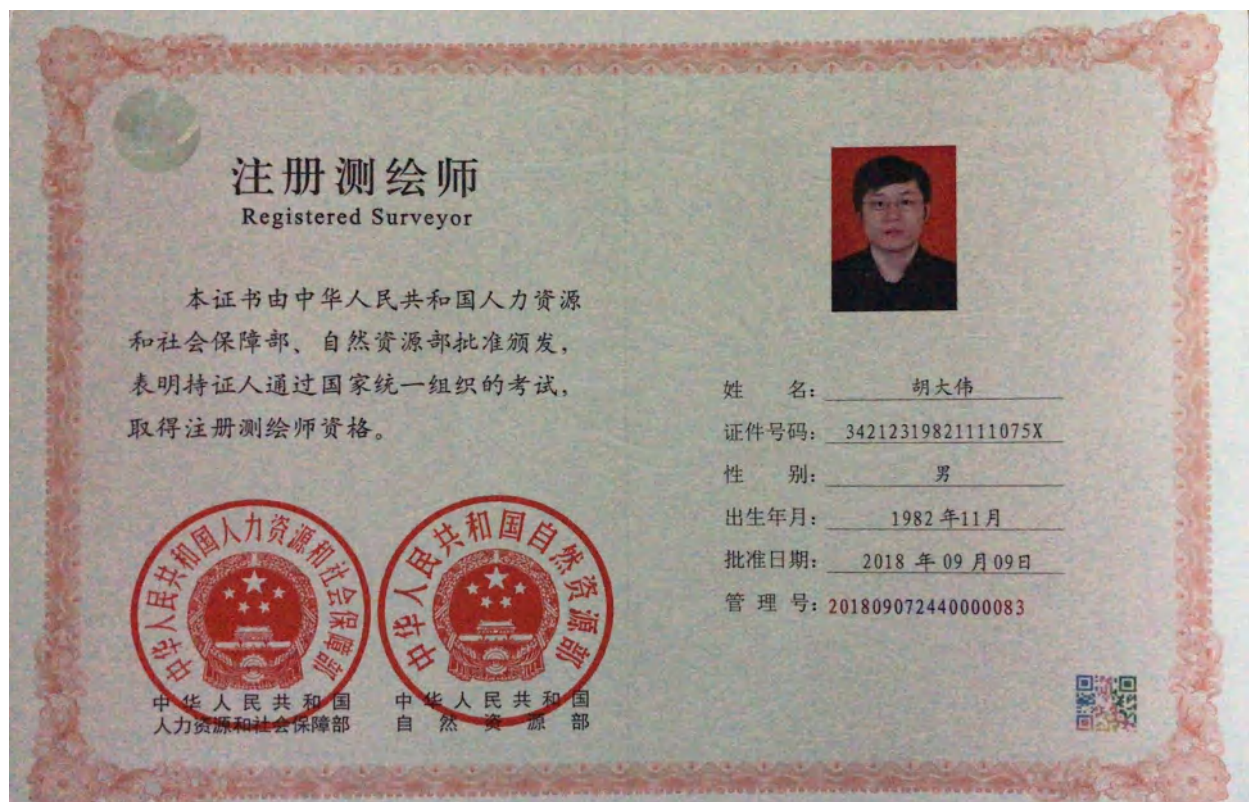 注册测绘师
Registered Surveyor
本证书由中华人民共和国人力资源
和社会保障部、自然资源部批准颁发，
表明持证人通过国家统一组织的考试，
取得注册测绘师资格。
中华人民共和国人力资源和社会保障部
中华人民共和国自然资源部
中华人民共和国
人力资源和社会保障部
中华人民共和国
自然资源部
姓 名： 胡大伟
证件号码： 34212319821111075X
性 别： 男
出生年月： 1982年11月
批准日期： 2018 年 09 月09日
管 理 号：201809072440000083